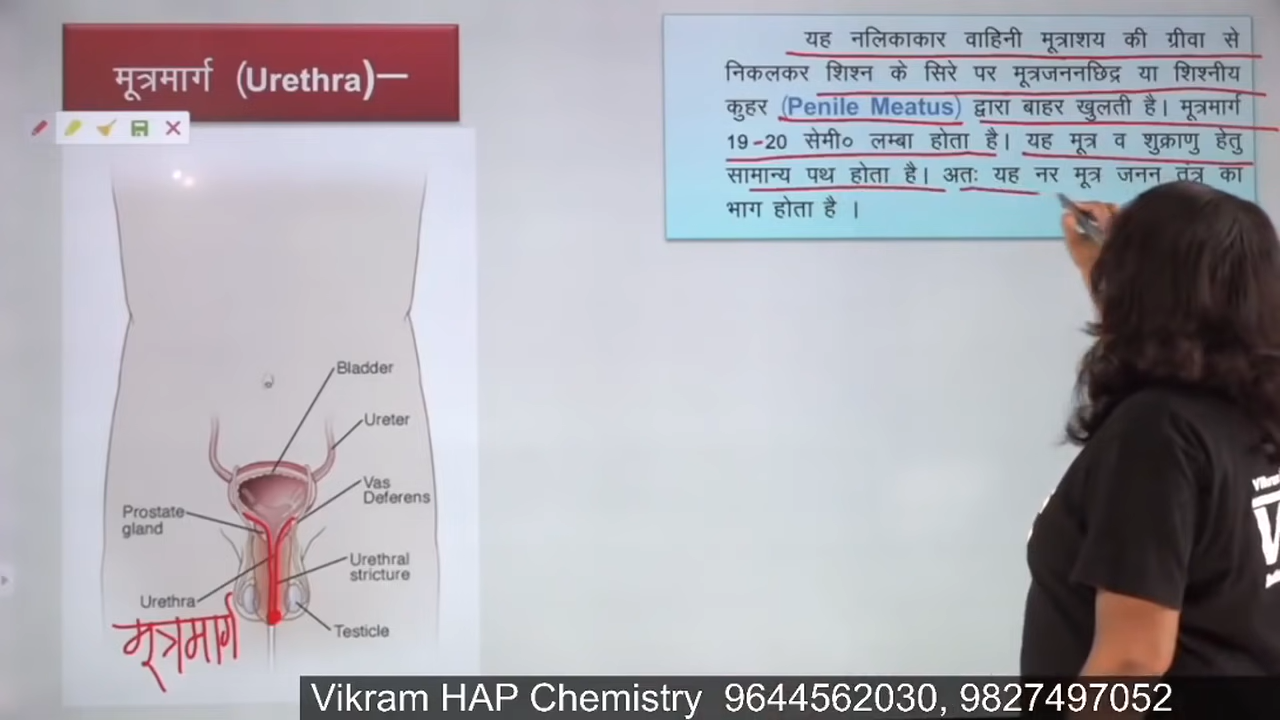 मूत्रमार्ग (Urethra)—
यह नलिकाकार वाहिनी मूत्राशय की ग्रीवा से
निकलकर शिश्न के सिरे पर मूत्रजननछिद्र या शिश्नीय
कुहर (Penile Meatus) द्वारा बाहर खुलती है। मूत्रमार्ग
19-20 सेमी० लम्बा होता है। यह मूत्र व शुक्राणु हेतु
सामान्य पथ होता है। अतः यह नर मूत्र जनन तंत्र का
भाग होता है ।
Bladder
Ureter
Vas
Deferens
Prostate
gland
Urethral
stricture
Urethra
मूत्रमार्ग
Testicle
Vikram HAP Chemistry 9644562030, 9827497052